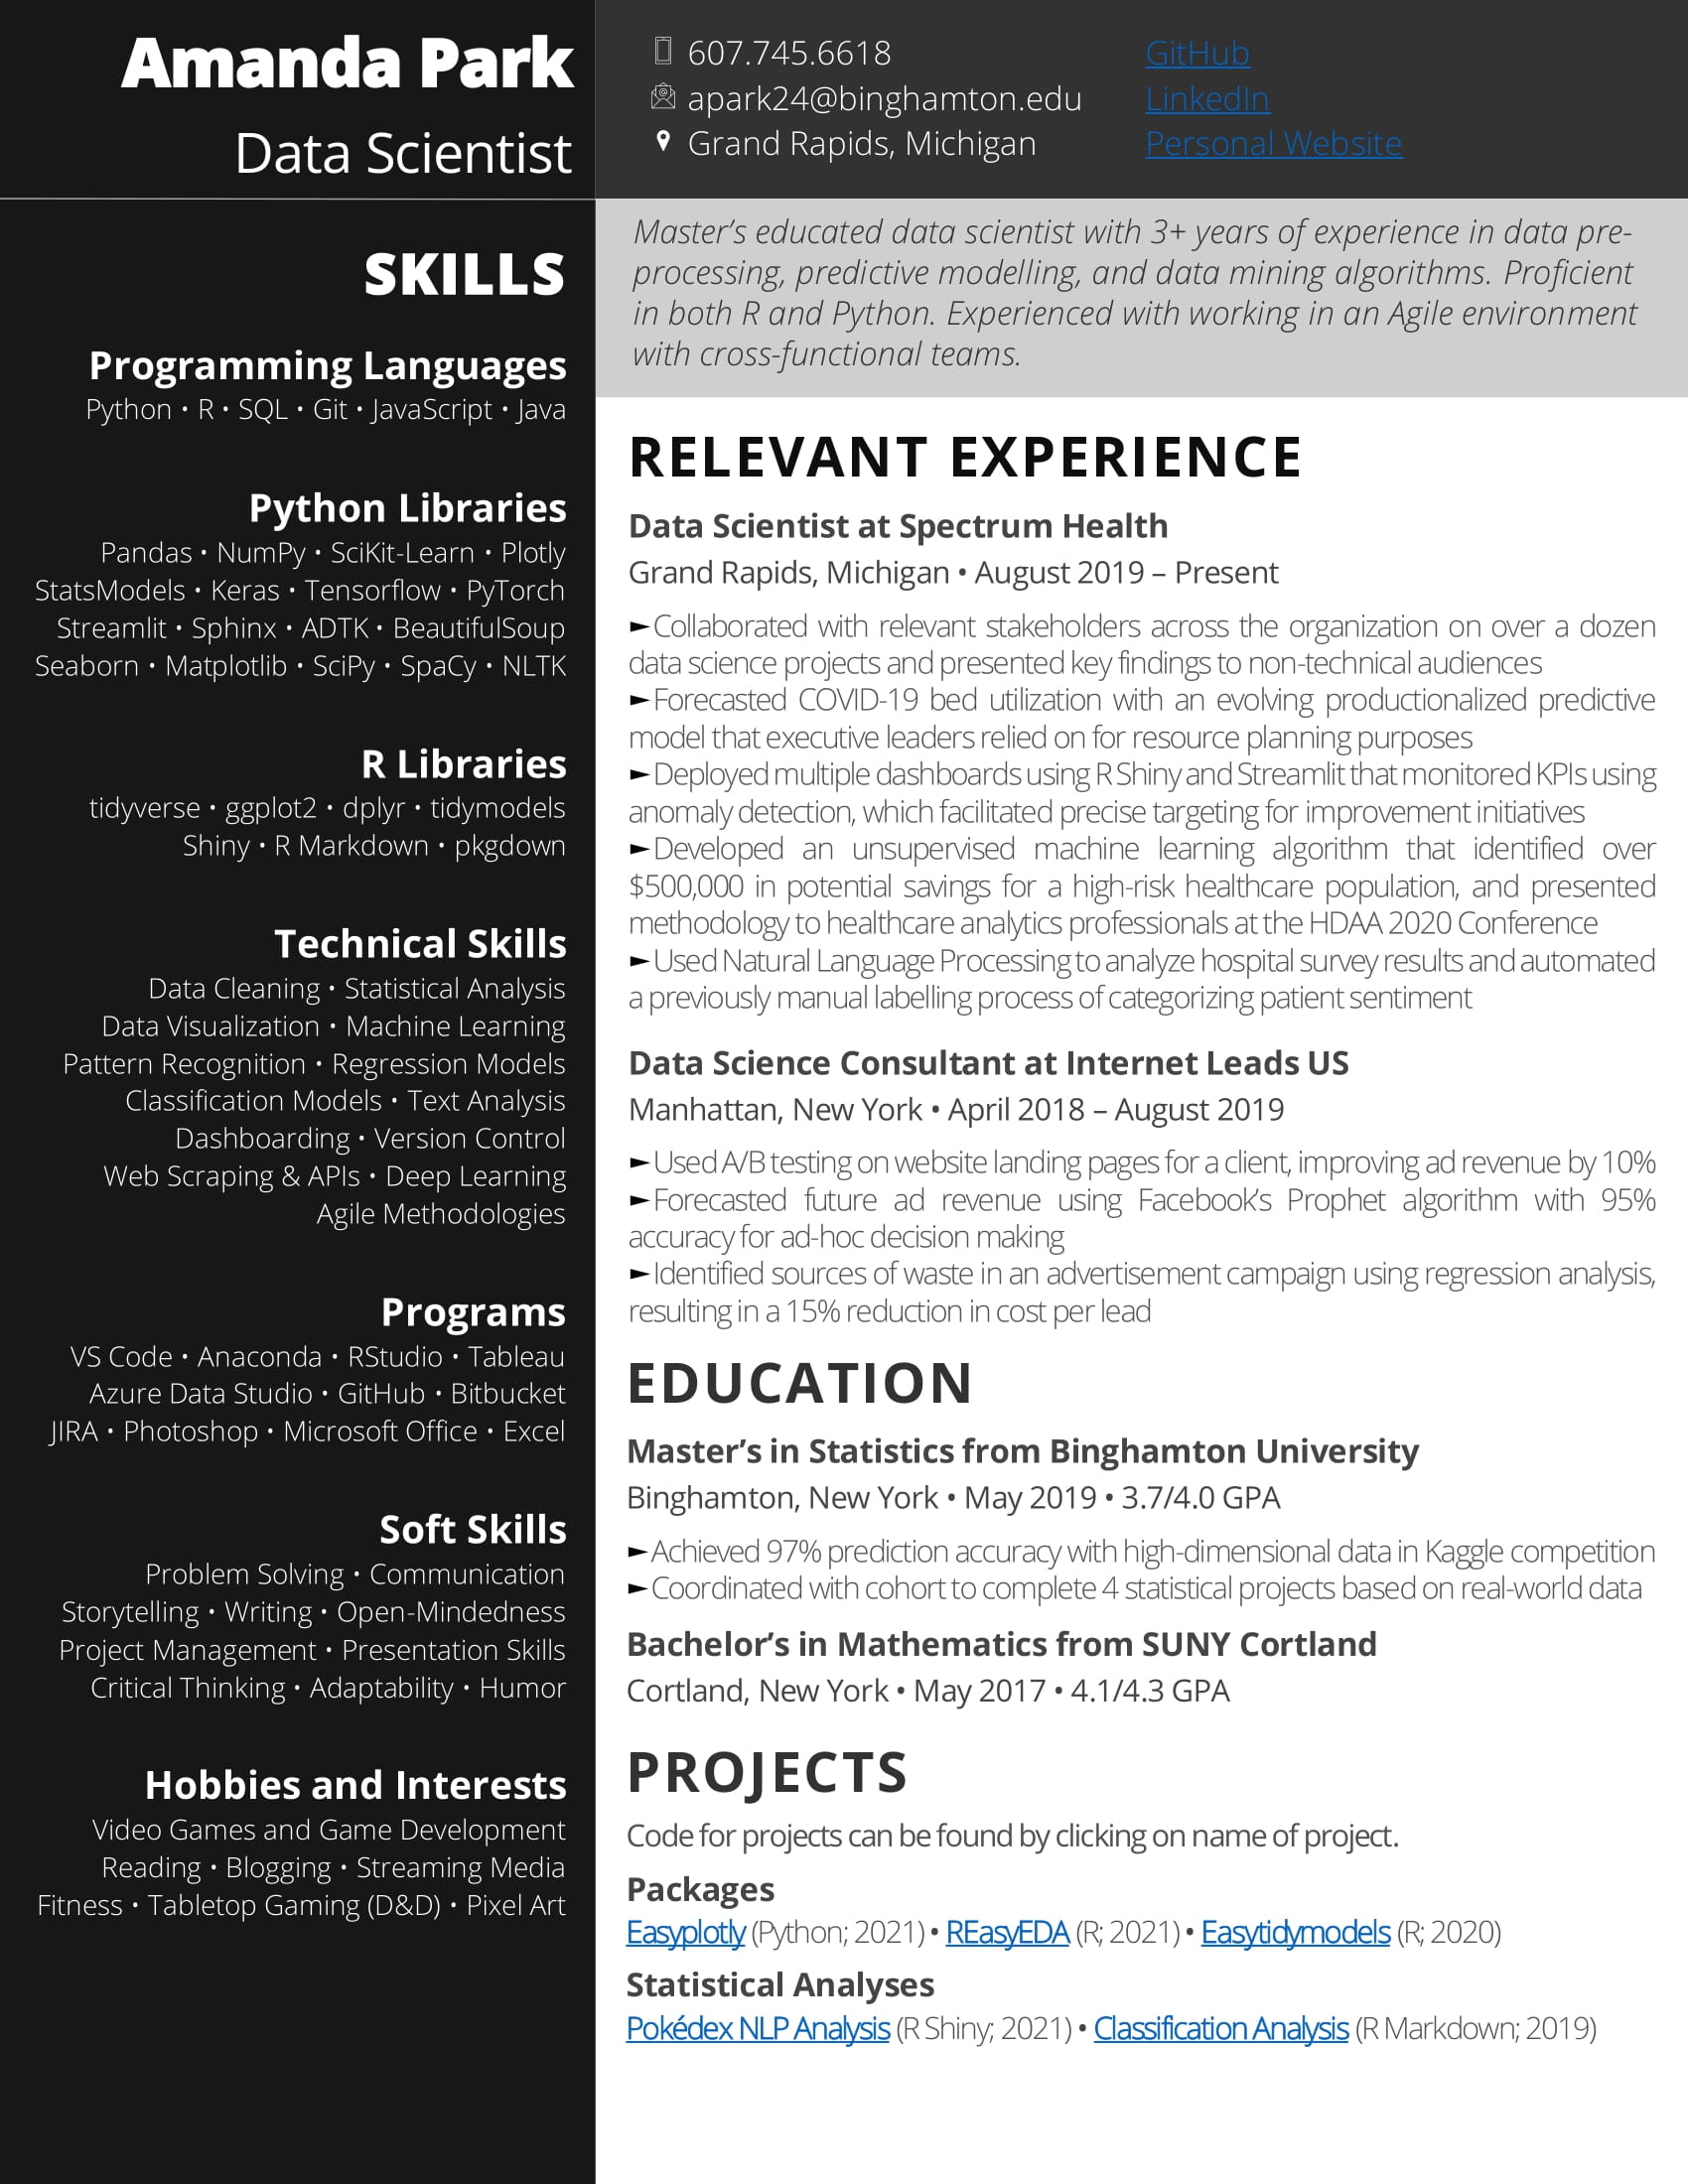 Amanda Park
Data Scientist
607.745.6618
apark24@binghamton.edu
Grand Rapids, Michigan
GitHub
LinkedIn
Personal Website
SKILLS
Programming Languages
Python • R • SQL • Git • JavaScript • Java
Python Libraries
Pandas • NumPy • SciKit-Learn • Plotly
StatsModels • Keras • Tensorflow • PyTorch
Streamlit • Sphinx • ADTK • BeautifulSoup
Seaborn • Matplotlib • SciPy • SpaCy • NLTK
R Libraries
tidyverse • ggplot2 • dplyr • tidymodels
Shiny • R Markdown • pkgdown
Technical Skills
Data Cleaning • Statistical Analysis
Data Visualization • Machine Learning
Pattern Recognition • Regression Models
Classification Models • Text Analysis
Dashboarding • Version Control
Web Scraping & APIs • Deep Learning
Agile Methodologies
Programs
VS Code • Anaconda • RStudio • Tableau
Azure Data Studio • GitHub • Bitbucket
JIRA • Photoshop • Microsoft Office • Excel
Soft Skills
Problem Solving • Communication
Storytelling • Writing • Open-Mindedness
Project Management • Presentation Skills
Critical Thinking • Adaptability • Humor
Hobbies and Interests
Video Games and Game Development
Reading • Blogging • Streaming Media
Fitness • Tabletop Gaming (D&D) • Pixel Art
Master’s educated data scientist with 3+ years of experience in data pre-
processing, predictive modelling, and data mining algorithms. Proficient
in both R and Python. Experienced with working in an Agile environment
with cross-functional teams.
RELEVANT EXPERIENCE
Data Scientist at Spectrum Health
Grand Rapids, Michigan • August 2019 – Present
►Collaborated with relevant stakeholders across the organization on over a dozen
data science projects and presented key findings to non-technical audiences
►Forecasted COVID-19 bed utilization with an evolving productionalized predictive
model that executive leaders relied on for resource planning purposes
►Deployed multiple dashboards using R Shiny and Streamlit that monitored KPIs using
anomaly detection, which facilitated precise targeting for improvement initiatives
►Developed an unsupervised machine learning algorithm that identified over
$500,000 in potential savings for a high-risk healthcare population, and presented
methodology to healthcare analytics professionals at the HDAA 2020 Conference
►Used Natural Language Processing to analyze hospital survey results and automated
a previously manual labelling process of categorizing patient sentiment
Data Science Consultant at Internet Leads US
Manhattan, New York • April 2018 – August 2019
►Used A/B testing on website landing pages for a client, improving ad revenue by 10%
►Forecasted future ad revenue using Facebook’s Prophet algorithm with 95%
accuracy for ad-hoc decision making
►Identified sources of waste in an advertisement campaign using regression analysis,
resulting in a 15% reduction in cost per lead
EDUCATION
Master’s in Statistics from Binghamton University
Binghamton, New York • May 2019 • 3.7/4.0 GPA
►Achieved 97% prediction accuracy with high-dimensional data in Kaggle competition
►Coordinated with cohort to complete 4 statistical projects based on real-world data
Bachelor’s in Mathematics from SUNY Cortland
Cortland, New York • May 2017 • 4.1/4.3 GPA
PROJECTS
Code for projects can be found by clicking on name of project.
Packages
Easyplotly (Python; 2021) • REasyEDA (R; 2021) • Easytidymodels (R; 2020)
Statistical Analyses
Pokédex NLP Analysis (R Shiny; 2021) • Classification Analysis (R Markdown; 2019)